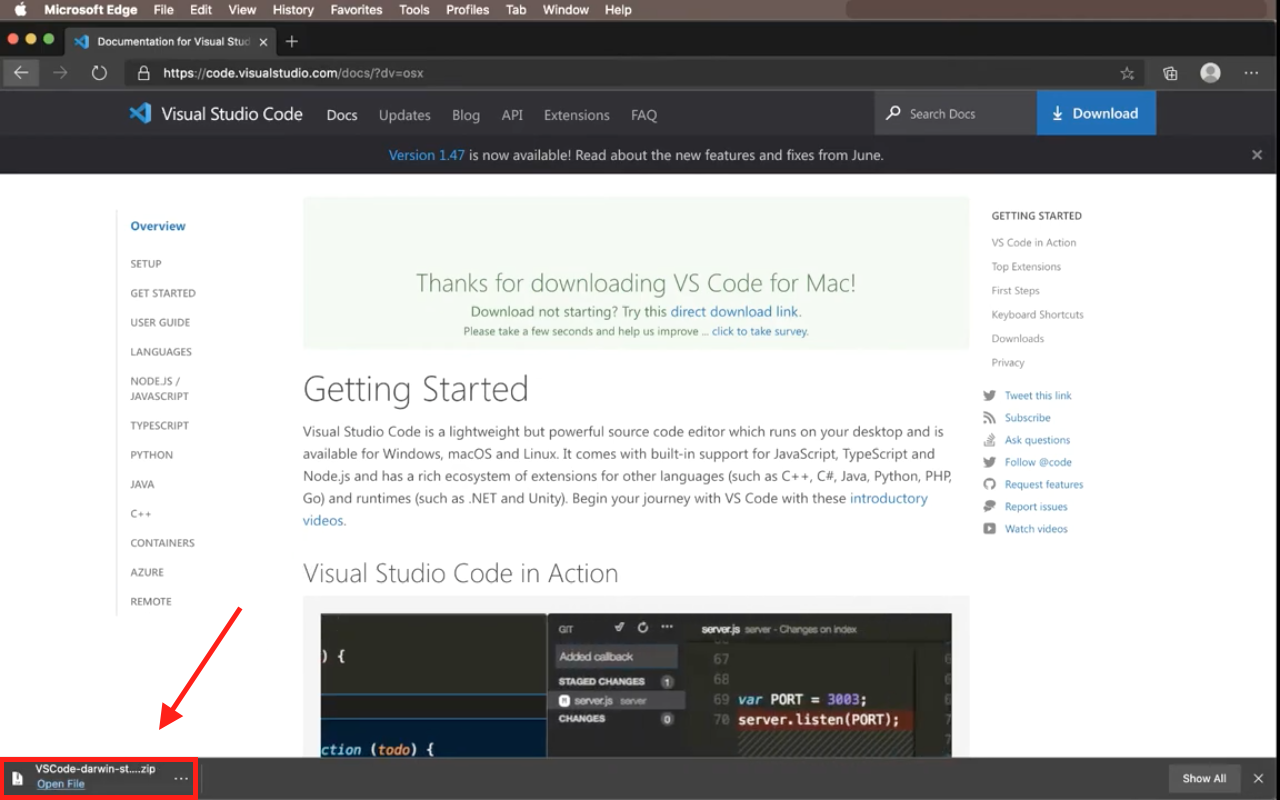 Microsoft Edge File Edit View History Favorites Tools Profiles Tab Window Help
Documentation for Visual Stud
https://code.visualstudio.com/docs/?dv=osx
Visual Studio Code Docs Updates Blog API Extensions FAQ Search Docs Download
Version 1.47 is now available! Read about the new features and fixes from June.
Overview
SETUP
GET STARTED
USER GUIDE
LANGUAGES
NODE.JS /
JAVASCRIPT
TYPESCRIPT
PYTHON
JAVA
C++
CONTAINERS
AZURE
REMOTE
Thanks for downloading VS Code for Mac!
Download not starting? Try this direct download link.
Please take a few seconds and help us improve ... click to take survey.
Getting Started
Visual Studio Code is a lightweight but powerful source code editor which runs on your desktop and is
available for Windows, macOS and Linux. It comes with built-in support for JavaScript, TypeScript and
Node.js and has a rich ecosystem of extensions for other languages (such as C++, C#, Java, Python, PHP,
Go) and runtimes (such as .NET and Unity). Begin your journey with VS Code with these introductory
videos.
Visual Studio Code in Action
) {
ction (todo) {
GIT
Added callback
STAGED CHANGES 1
server.js server
CHANGES 0
server.js server - Changes on index
67
68
69 var PORT = 3003;
70 server.listen(PORT);
GETTING STARTED
VS Code in Action
Top Extensions
First Steps
Keyboard Shortcuts
Downloads
Privacy
Tweet this link
Subscribe
Ask questions
Follow @code
Request features
Report issues
Watch videos
VSCode-darwin-st....zip
Open File
Show All